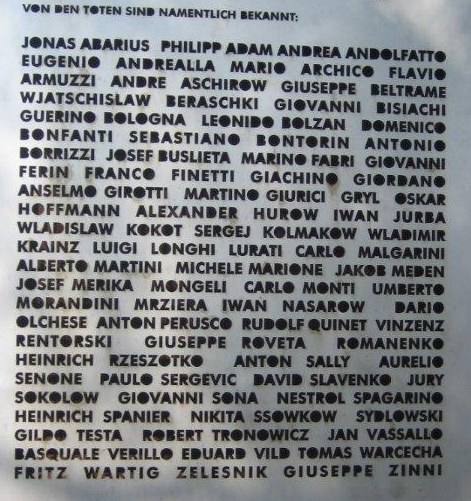 VON DEN TOTEN SIND NAMENTLICH BEKANNT:
JONAS ABARIUS PHILIPP ADAM ANDREA ANDOLFATTO
EUGENIO ANDREALLA MARIO ARCHICO FLAVIO
ARMUZZI ANDRE ASCHIROW GIUSEPPE BELTRAME
WJATSCHISLAW BERASCHKI GIOVANNI BISIACHI
GUERINO BOLOGNA LEONIDO BOLZAN DOMENICO
BONFANTI SEBASTIANO BONTORIN ANTONIO
BORRIZZI JOSEF BUSLIETA MARINO FABRI GIOVANNI
FERIN FRANCO FINETTI GIACHINO GIORDANO
ANSELMO GIROTTI MARTINO GIURICI GRYL OSKAR
HOFFMANN ALEXANDER HUROW IWAN JURBA
WLADISLAW KOKOT SERGEJ KOLMAKOW WLADIMIR
KRAINZ LUIGI LONGHI LURATI CARLO MALGARINI
ALBERTO MARTINI MICHELE MARIONE JAKOB MEDEN
JOSEF MERIKA MONGELI CARLO MONTI UMBERTO
MORANDINI MRZIERA IWAN NASAROW DARIO
OLCHESE ANTON PERUSCO RUDOLF QUINET VINZENZ
RENTORSKI GIUSEPPE ROVETA ROMANENKO
HEINRICH RZESZOTKO ANTON SALLY AURELIO
SENONE PAULO SERGEVIC DAVID SLAVENKO JURY
SOKOLOW GIOVANNI SONA NESTROL SPAGARINO
HEINRICH SPANIER NIKITA SSOWKOW SYDLOWSKI
GILDO TESTA ROBERT TRONOWICZ JAN VASSALLO
BASQUALE VERILLO EDUARD VILD TOMAS WARCECHA
FRITZ WARTIG ZELESNIK GIUSEPPE ZINNI